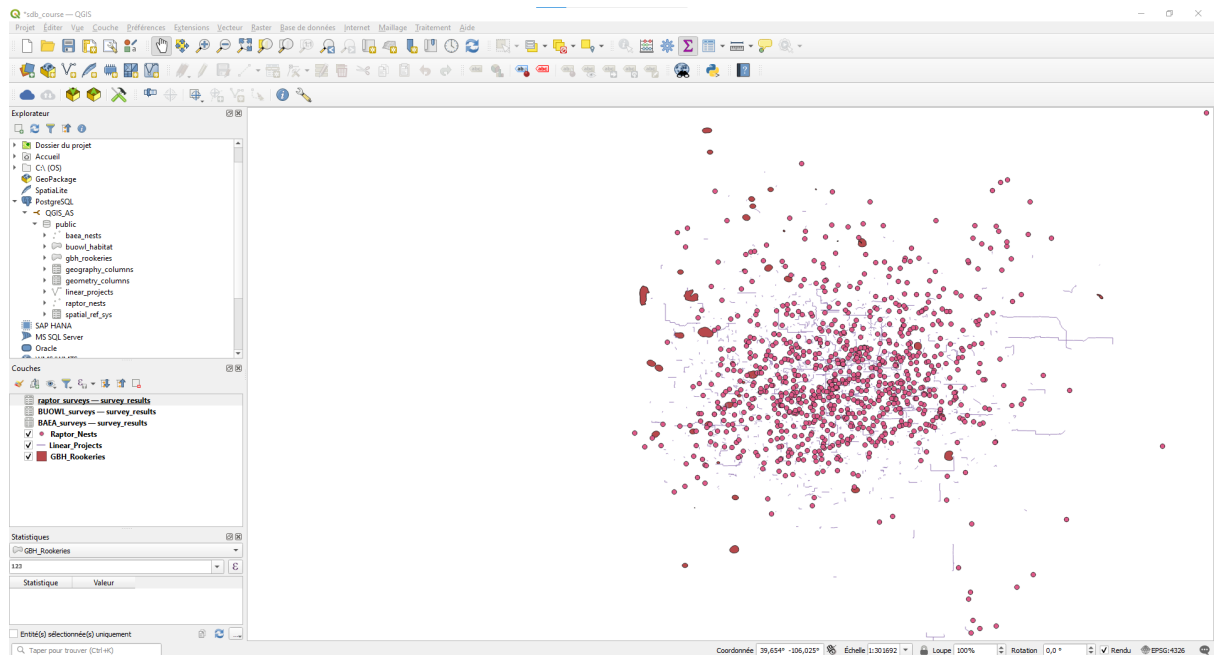 *sdb_course — QGIS
Projet Éditer Vue Couche Préférences Extensions Vecteur Raster Base de données Internet Maillage Traitement Aide
Explorateur
Dossier du projet
Accueil
C:\ (OS)
GeoPackage
SpatiaLite
PostgreSQL
QGIS_AS
public
baea_nests
buowl_habitat
gbh_rookeries
geography_columns
geometry_columns
linear_projects
raptor_nests
spatial_ref_sys
SAP HANA
MS SQL Server
Oracle
Couches
raptor_surveys — survey_results
BUOWL_surveys — survey_results
BAEA_surveys — survey_results
Raptor_Nests
Linear_Projects
GBH_Rookeries
Statistiques
GBH_Rookeries
123
ε
Statistique Valeur
Entité(s) sélectionnée(s) uniquement
Taper pour trouver (Ctrl+K) Coordonnée 39,654° -106,025° Échelle 1:301692 Loupe 100% Rotation 0,0 ° Rendu EPSG:4326